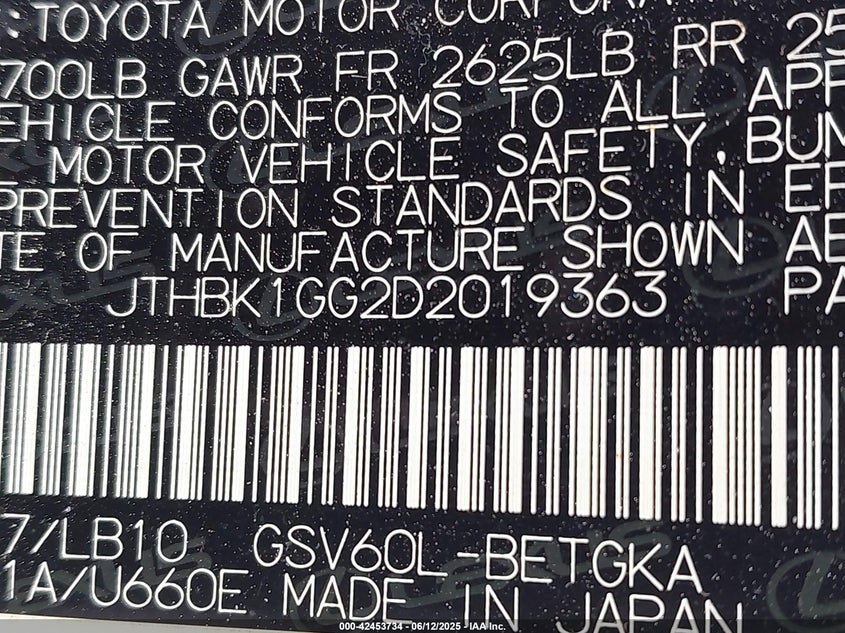 : TOYOTA MOTOR CORPORA
700LB GAWR FR 2625LB RR 25
EHICLE CONFORMS TO ALL APP
E MOTOR VEHICLE SAFETY, BUM
PREVENTION STANDARDS IN EF
TE OF MANUFACTURE SHOWN AB
JTHBK1GG2D2019363 PA
7/LB10 GSV60L-BETGKA
1A/U660E MADE IN JAPAN
000-42453734 - 06/12/2025 - IAA Inc.